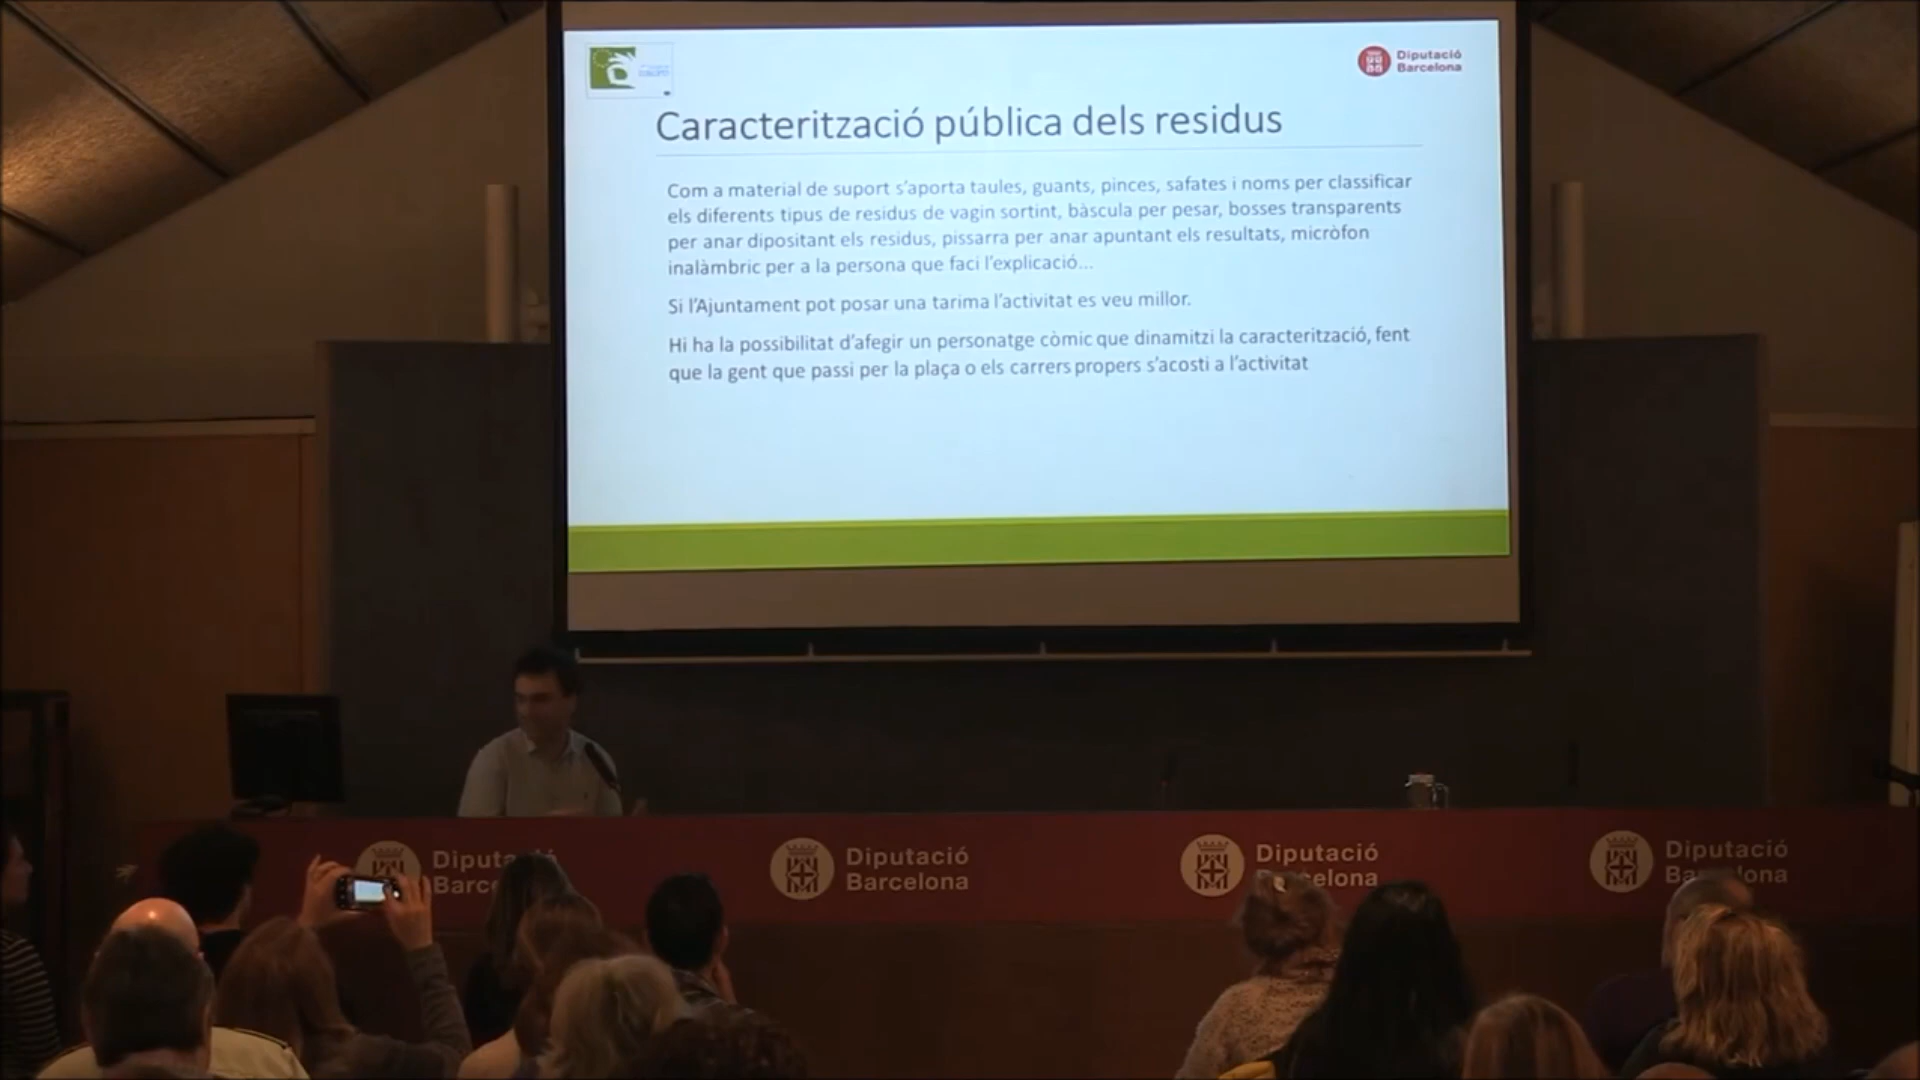 Diputació
Barcelona
Caracterització pública dels residus
Com a material de suport s'aporta taules, guants, pinces, safates i noms per classificar
els diferents tipus de residus de vagin sortint, bàscula per pesar, bosses transparents
per anar dipositant els residus, pissarra per anar apuntant els resultats, micròfon
inalàmbric per a la persona que faci l'explicació...
Si l'Ajuntament pot posar una tarima l'activitat es veu millor.
Hi ha la possibilitat d'afegir un personatge còmic que dinamitzi la caracterització, fent
que la gent que passi per la plaça o els carrers propers s'acosti a l'activitat
Diputació
Barcelona
Diputació
Barcelona
Diputació
elona
Diputació
lona